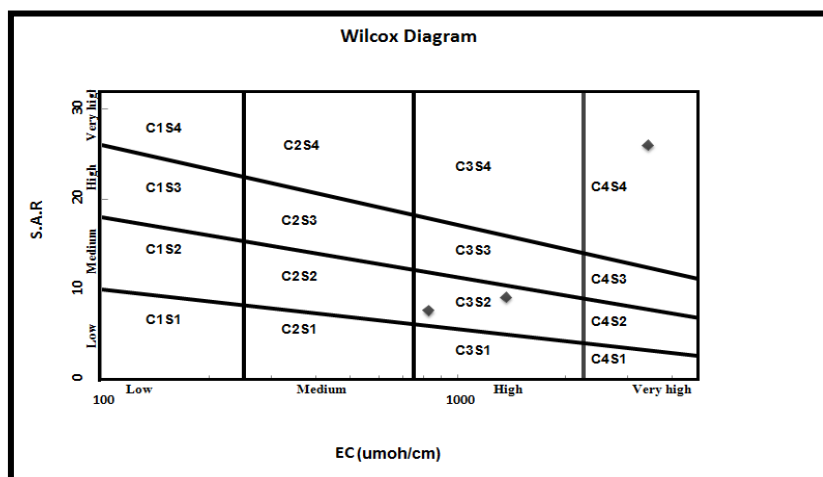 Wilcox Diagram
30
Very high
C1S4
C2S4
C3S4
C4S4
High
20
C1S3
C2S3
C3S3
C4S3
S.A.R
Medium
C1S2
C2S2
C3S2
C4S2
10
C1S1
C2S1
C3S1
C4S1
Low
0
Low
Medium
High
Very high
100
1000
EC (umoh/cm)